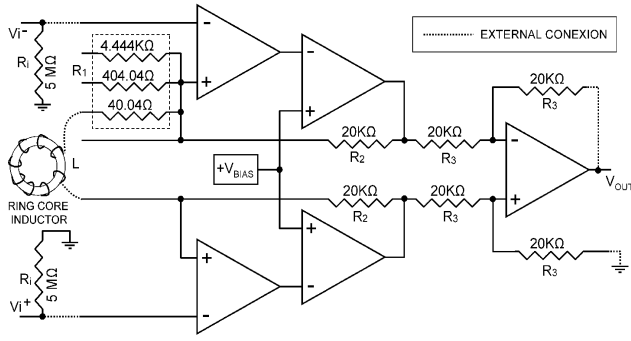 EXTERNAL CONEXION
Vi-
Ri
5 MΩ
R1
4.444KΩ
404.04Ω
40.04Ω
L
RING CORE
INDUCTOR
+VBIAS
20KΩ
R2
20KΩ
R3
20KΩ
R3
20KΩ
R2
20KΩ
R3
20KΩ
R3
VOUT
Ri
5 MΩ
Vi+
-
+
-
+
-
+
+
-
+
-